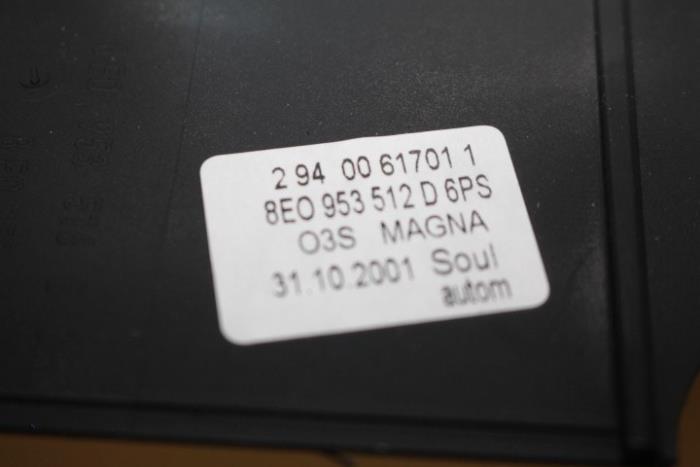 2 94 00 61701 1
8E0 953 512 D 6PS
O3S MAGNA
31.10.2001 Soul
autom